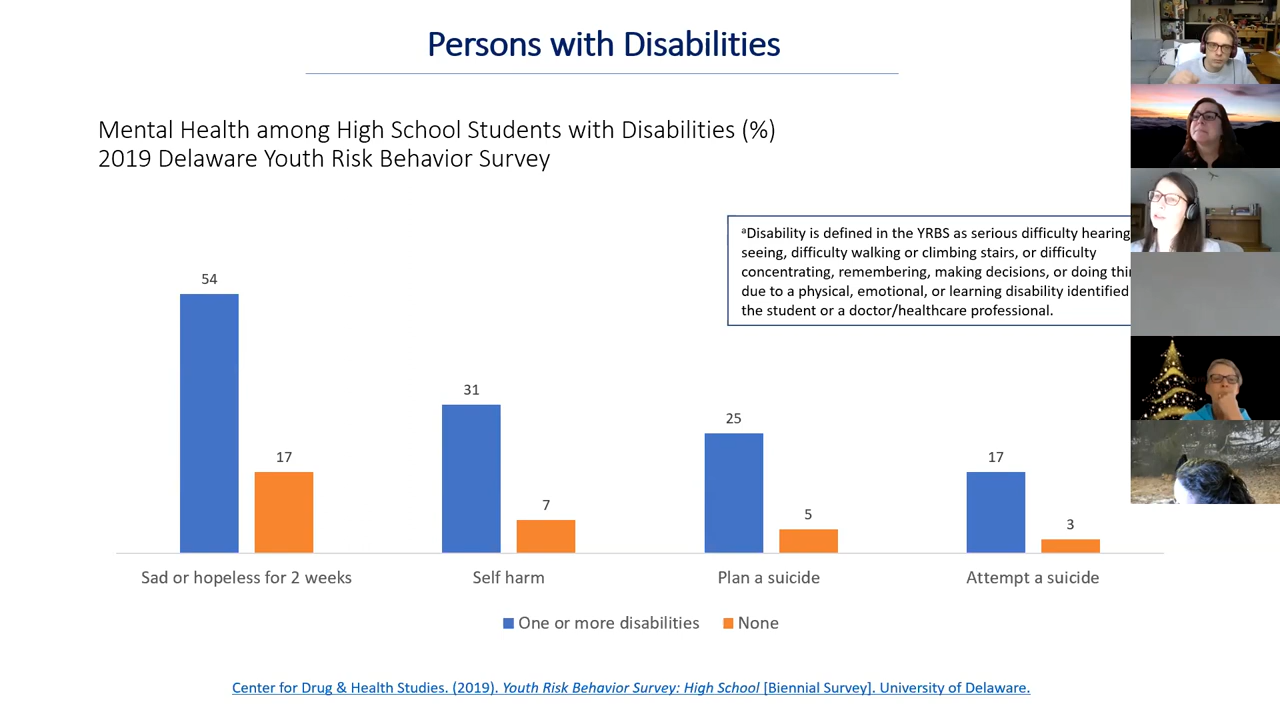 Persons with Disabilities
Mental Health among High School Students with Disabilities (%)
2019 Delaware Youth Risk Behavior Survey
ᵃDisability is defined in the YRBS as serious difficulty hearing
seeing, difficulty walking or climbing stairs, or difficulty
concentrating, remembering, making decisions, or doing
due to a physical, emotional, or learning disability identified
the student or a doctor/healthcare professional.
54
17
31
7
25
5
17
3
Sad or hopeless for 2 weeks
Self harm
Plan a suicide
Attempt a suicide
One or more disabilities
None
Center for Drug & Health Studies. (2019). Youth Risk Behavior Survey: High School [Biennial Survey]. University of Delaware.